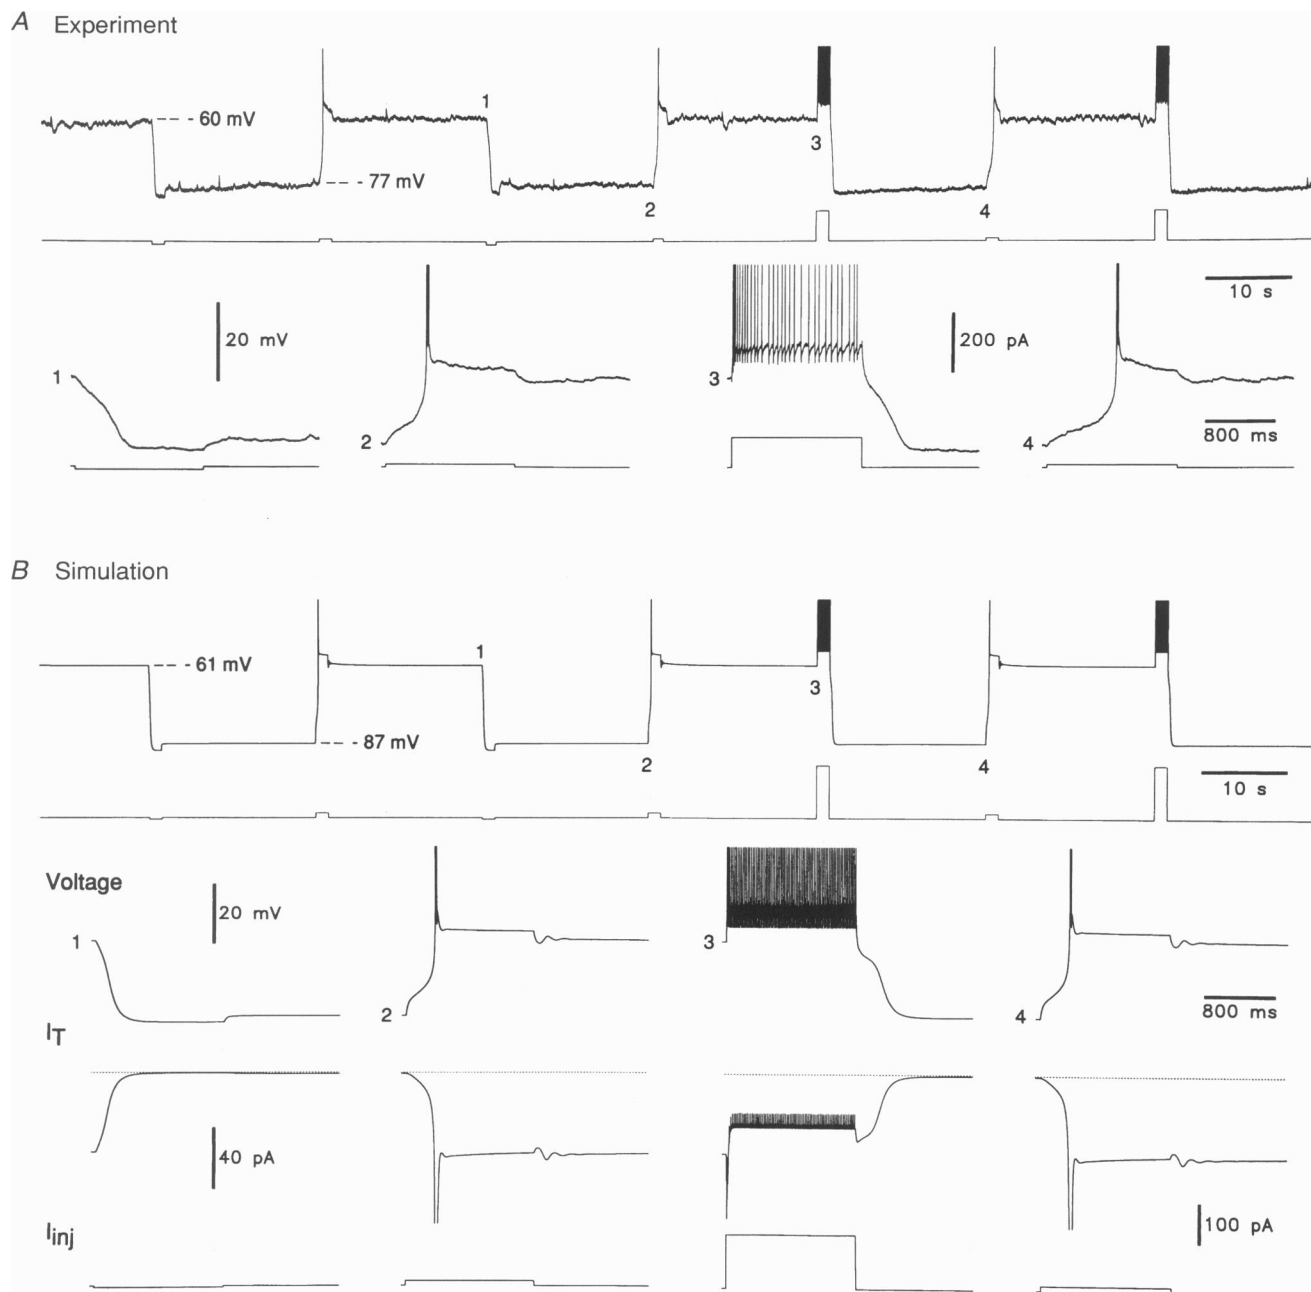 A Experiment
- 60 mV
1
3
- 77 mV
2
4
10 s
20 mV
200 pA
1
3
2
4
800 ms
B Simulation
1
- 61 mV
3
- 87 mV
2
4
10 s
Voltage
20 mV
1
3
2
4
800 ms
IT
40 pA
100 pA
Iinj